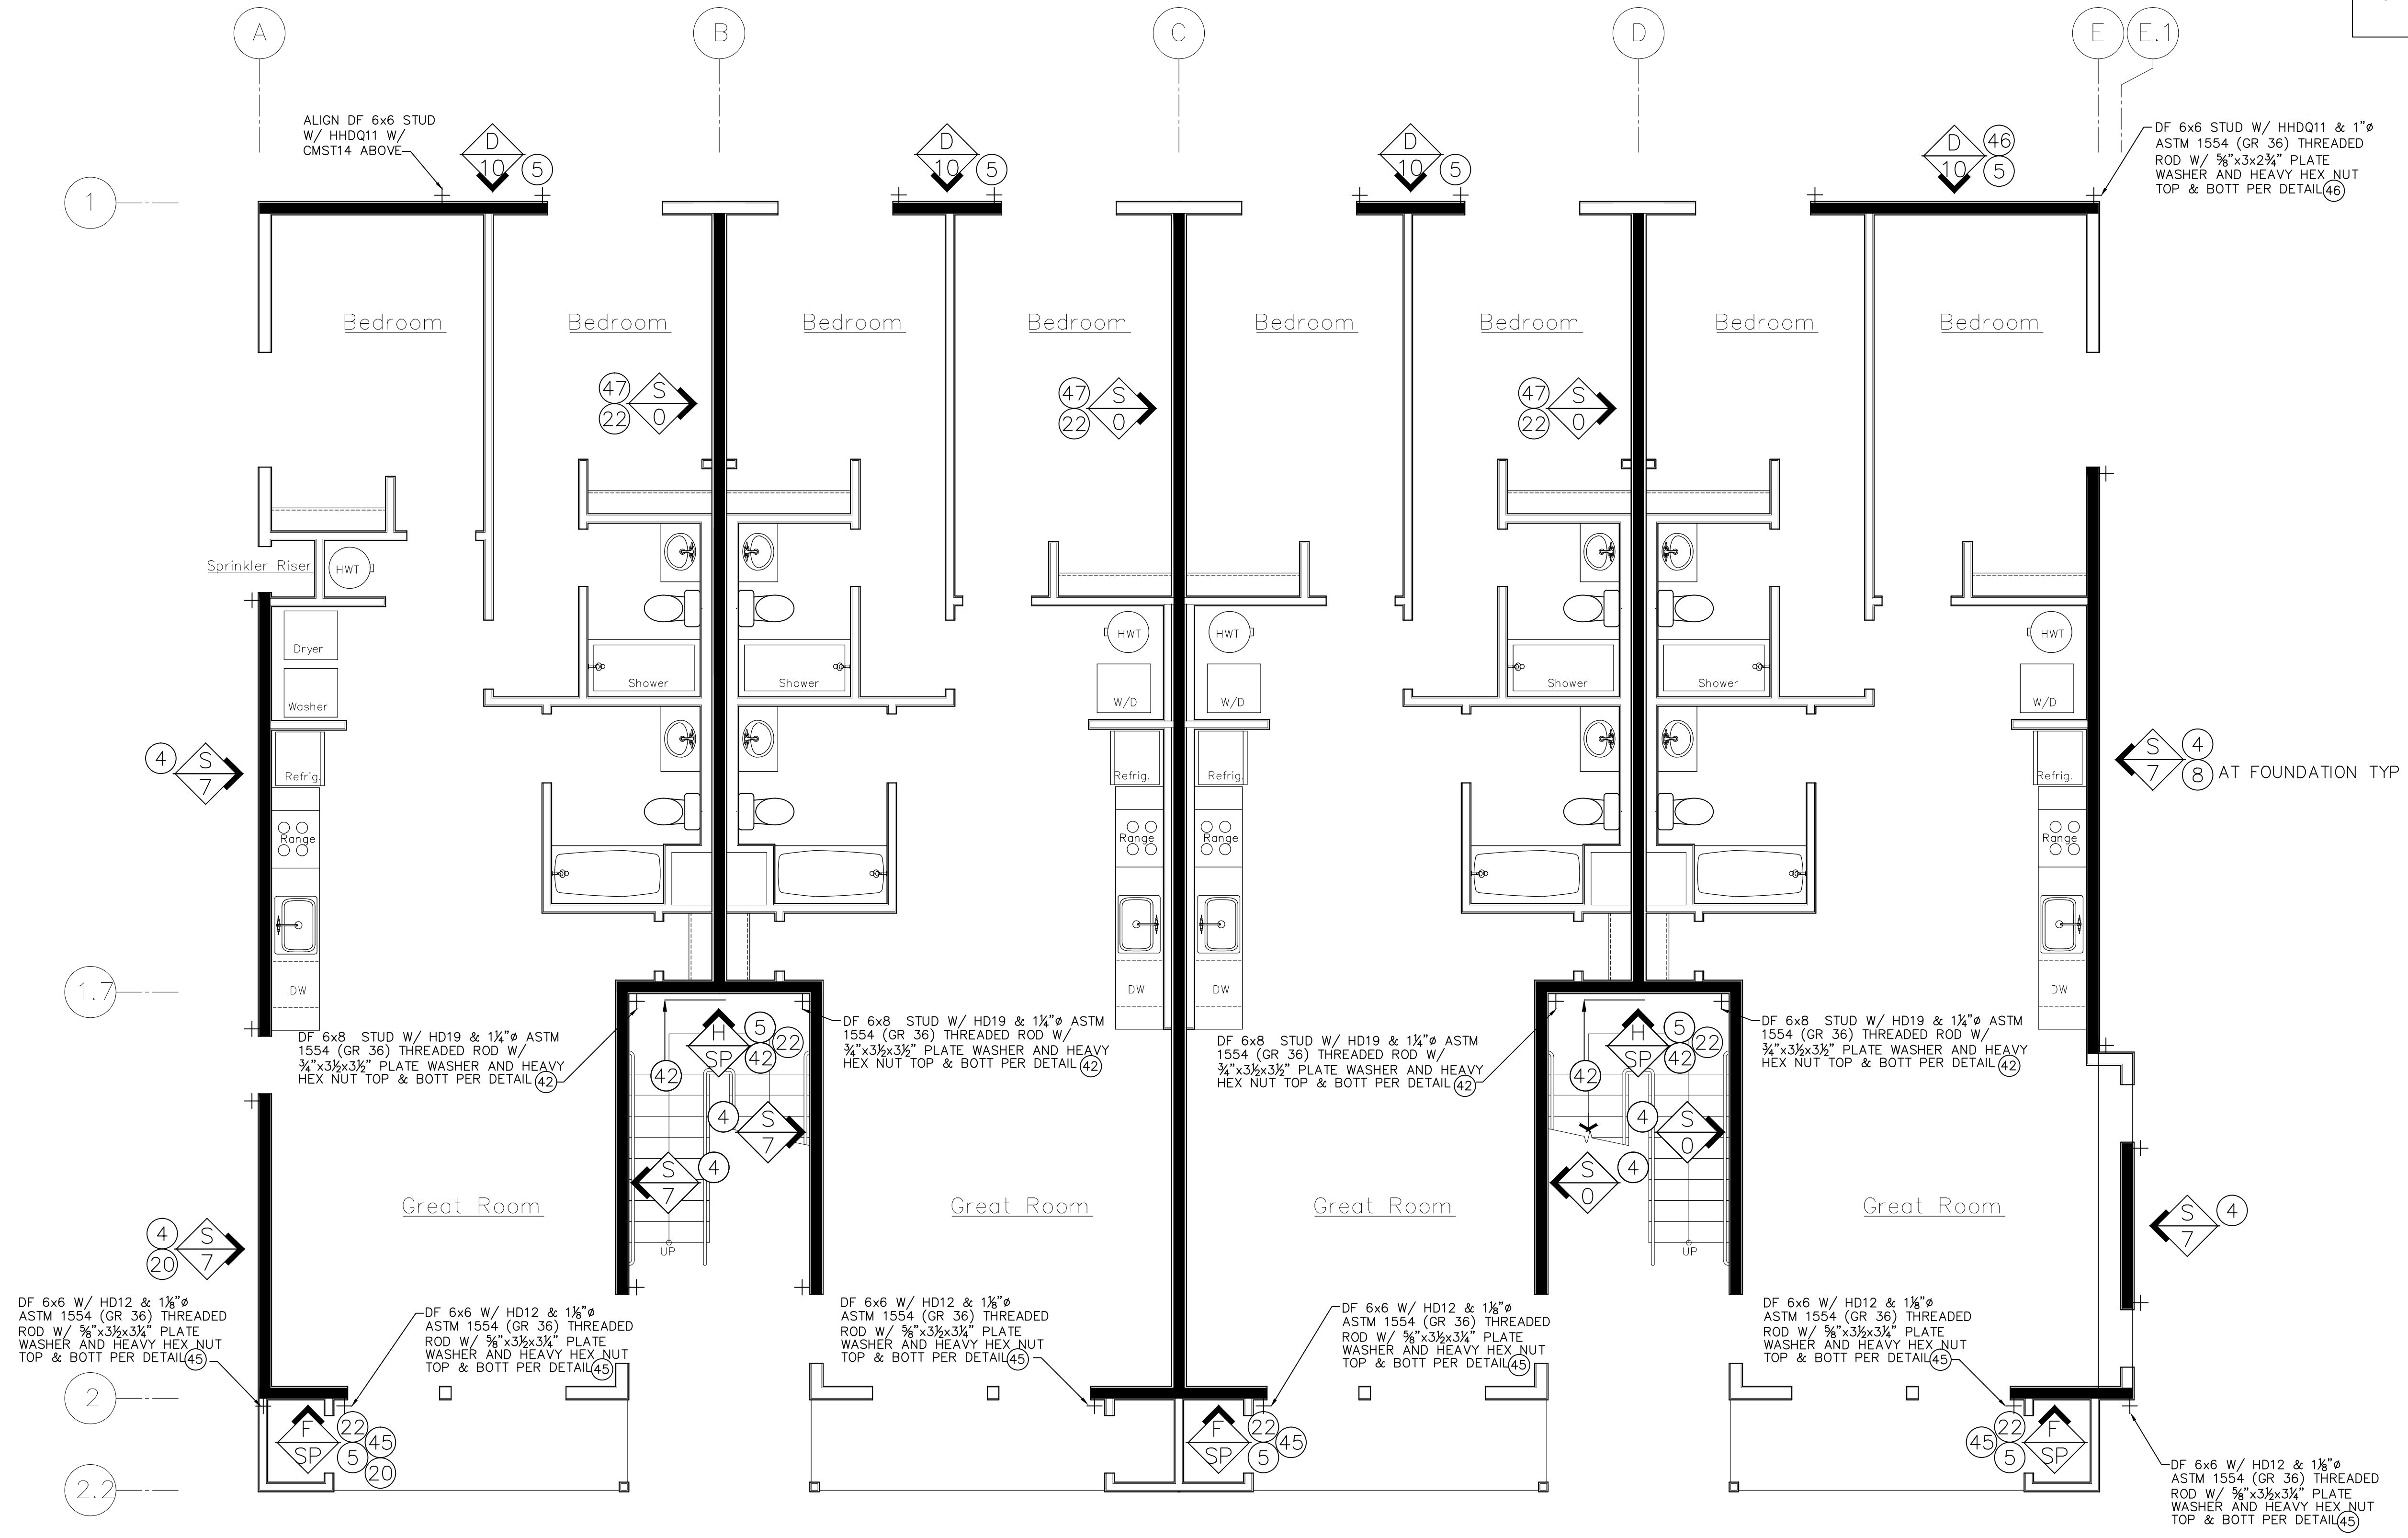 A
B
C
D
E
E.1
ALIGN DF 6x6 STUD
W/ HHDQ11 W/
CMST14 ABOVE
D
10
5
D
10
5
D
10
5
D
10
46
5
DF 6x6 STUD W/ HHDQ11 & 1"ø
ASTM 1554 (GR 36) THREADED
ROD W/ ⅝"x3x2¾" PLATE
WASHER AND HEAVY HEX NUT
TOP & BOTT PER DETAIL 46
1
Bedroom
Bedroom
Bedroom
Bedroom
Bedroom
Bedroom
Bedroom
Bedroom
47
22
S
0
47
22
S
0
47
22
S
0
Sprinkler Riser
HWT
Dryer
Washer
Refrig.
Range
DW
Shower
Shower
HWT
HWT
W/D
W/D
Refrig.
Refrig.
Range
Range
DW
DW
Shower
Shower
HWT
W/D
Refrig.
Range
DW
4
S
7
S
7
4
8 AT FOUNDATION TYP
1.7
DF 6x8 STUD W/ HD19 & 1¼"ø ASTM
1554 (GR 36) THREADED ROD W/
¾"x3½x3½" PLATE WASHER AND HEAVY
HEX NUT TOP & BOTT PER DETAIL 42
DF 6x8 STUD W/ HD19 & 1¼"ø ASTM
1554 (GR 36) THREADED ROD W/
¾"x3½x3½" PLATE WASHER AND HEAVY
HEX NUT TOP & BOTT PER DETAIL 42
DF 6x8 STUD W/ HD19 & 1¼"ø ASTM
1554 (GR 36) THREADED ROD W/
¾"x3½x3½" PLATE WASHER AND HEAVY
HEX NUT TOP & BOTT PER DETAIL 42
DF 6x8 STUD W/ HD19 & 1¼"ø ASTM
1554 (GR 36) THREADED ROD W/
¾"x3½x3½" PLATE WASHER AND HEAVY
HEX NUT TOP & BOTT PER DETAIL 42
H
SP
5
42
22
42
4
S
7
S
7
4
UP
H
SP
5
42
22
42
4
S
0
S
0
4
UP
Great Room
Great Room
Great Room
Great Room
4
20
S
7
S
7
4
DF 6x6 W/ HD12 & 1⅛"ø
ASTM 1554 (GR 36) THREADED
ROD W/ ⅝"x3½x3¼" PLATE
WASHER AND HEAVY HEX NUT
TOP & BOTT PER DETAIL 45
DF 6x6 W/ HD12 & 1⅛"ø
ASTM 1554 (GR 36) THREADED
ROD W/ ⅝"x3½x3¼" PLATE
WASHER AND HEAVY HEX NUT
TOP & BOTT PER DETAIL 45
DF 6x6 W/ HD12 & 1⅛"ø
ASTM 1554 (GR 36) THREADED
ROD W/ ⅝"x3½x3¼" PLATE
WASHER AND HEAVY HEX NUT
TOP & BOTT PER DETAIL 45
DF 6x6 W/ HD12 & 1⅛"ø
ASTM 1554 (GR 36) THREADED
ROD W/ ⅝"x3½x3¼" PLATE
WASHER AND HEAVY HEX NUT
TOP & BOTT PER DETAIL 45
DF 6x6 W/ HD12 & 1⅛"ø
ASTM 1554 (GR 36) THREADED
ROD W/ ⅝"x3½x3¼" PLATE
WASHER AND HEAVY HEX NUT
TOP & BOTT PER DETAIL 45
2
F
SP
22
5
45
20
F
SP
22
5
45
45
22
5
F
SP
2.2
DF 6x6 W/ HD12 & 1⅛"ø
ASTM 1554 (GR 36) THREADED
ROD W/ ⅝"x3½x3¼" PLATE
WASHER AND HEAVY HEX NUT
TOP & BOTT PER DETAIL 45